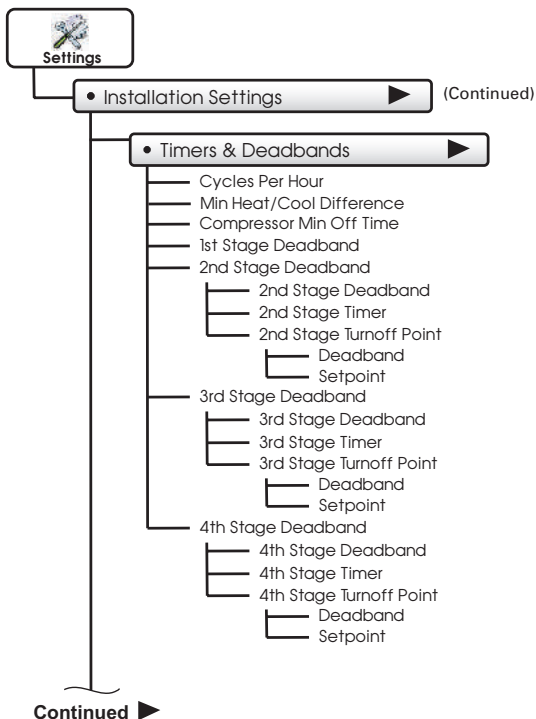 Settings
• Installation Settings (Continued)
• Timers & Deadbands
Cycles Per Hour
Min Heat/Cool Difference
Compressor Min Off Time
1st Stage Deadband
2nd Stage Deadband
2nd Stage Deadband
2nd Stage Timer
2nd Stage Turnoff Point
Deadband
Setpoint
3rd Stage Deadband
3rd Stage Deadband
3rd Stage Timer
3rd Stage Turnoff Point
Deadband
Setpoint
4th Stage Deadband
4th Stage Deadband
4th Stage Timer
4th Stage Turnoff Point
Deadband
Setpoint
Continued